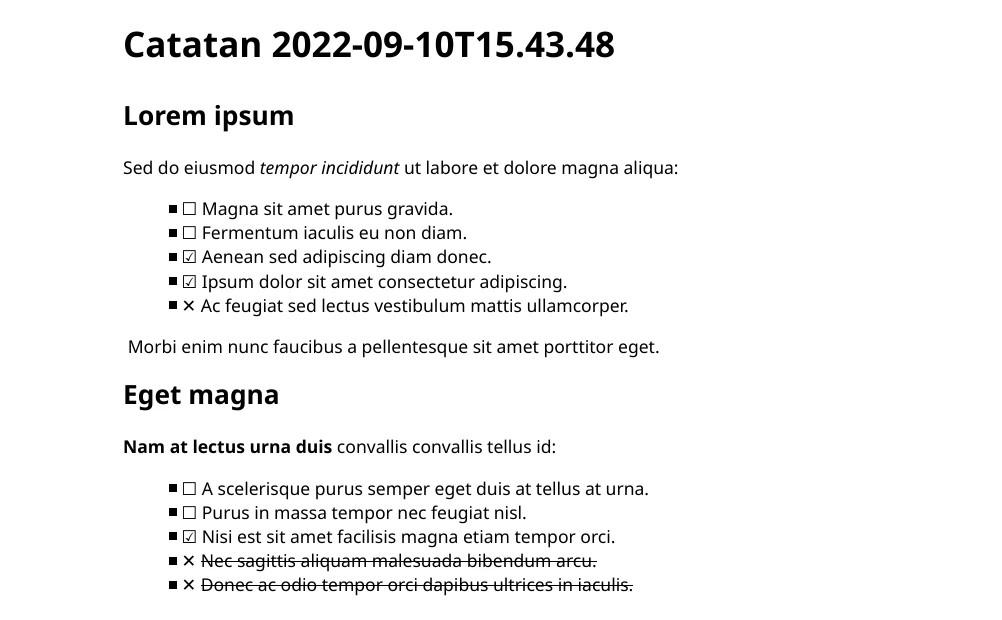 Catatan 2022-09-10T15.43.48
Lorem ipsum
Sed do eiusmod tempor incididunt ut labore et dolore magna aliqua:
▪ ☐ Magna sit amet purus gravida.
▪ ☐ Fermentum iaculis eu non diam.
▪ ☑ Aenean sed adipiscing diam donec.
▪ ☑ Ipsum dolor sit amet consectetur adipiscing.
▪ ✕ Ac feugiat sed lectus vestibulum mattis ullamcorper.
Morbi enim nunc faucibus a pellentesque sit amet porttitor eget.
Eget magna
Nam at lectus urna duis convallis convallis tellus id:
▪ ☐ A scelerisque purus semper eget duis at tellus at urna.
▪ ☐ Purus in massa tempor nec feugiat nisl.
▪ ☑ Nisi est sit amet facilisis magna etiam tempor orci.
▪ ✕ Nec sagittis aliquam malesuada bibendum arcu.
▪ ✕ Donec ac odio tempor orci dapibus ultrices in iaculis.